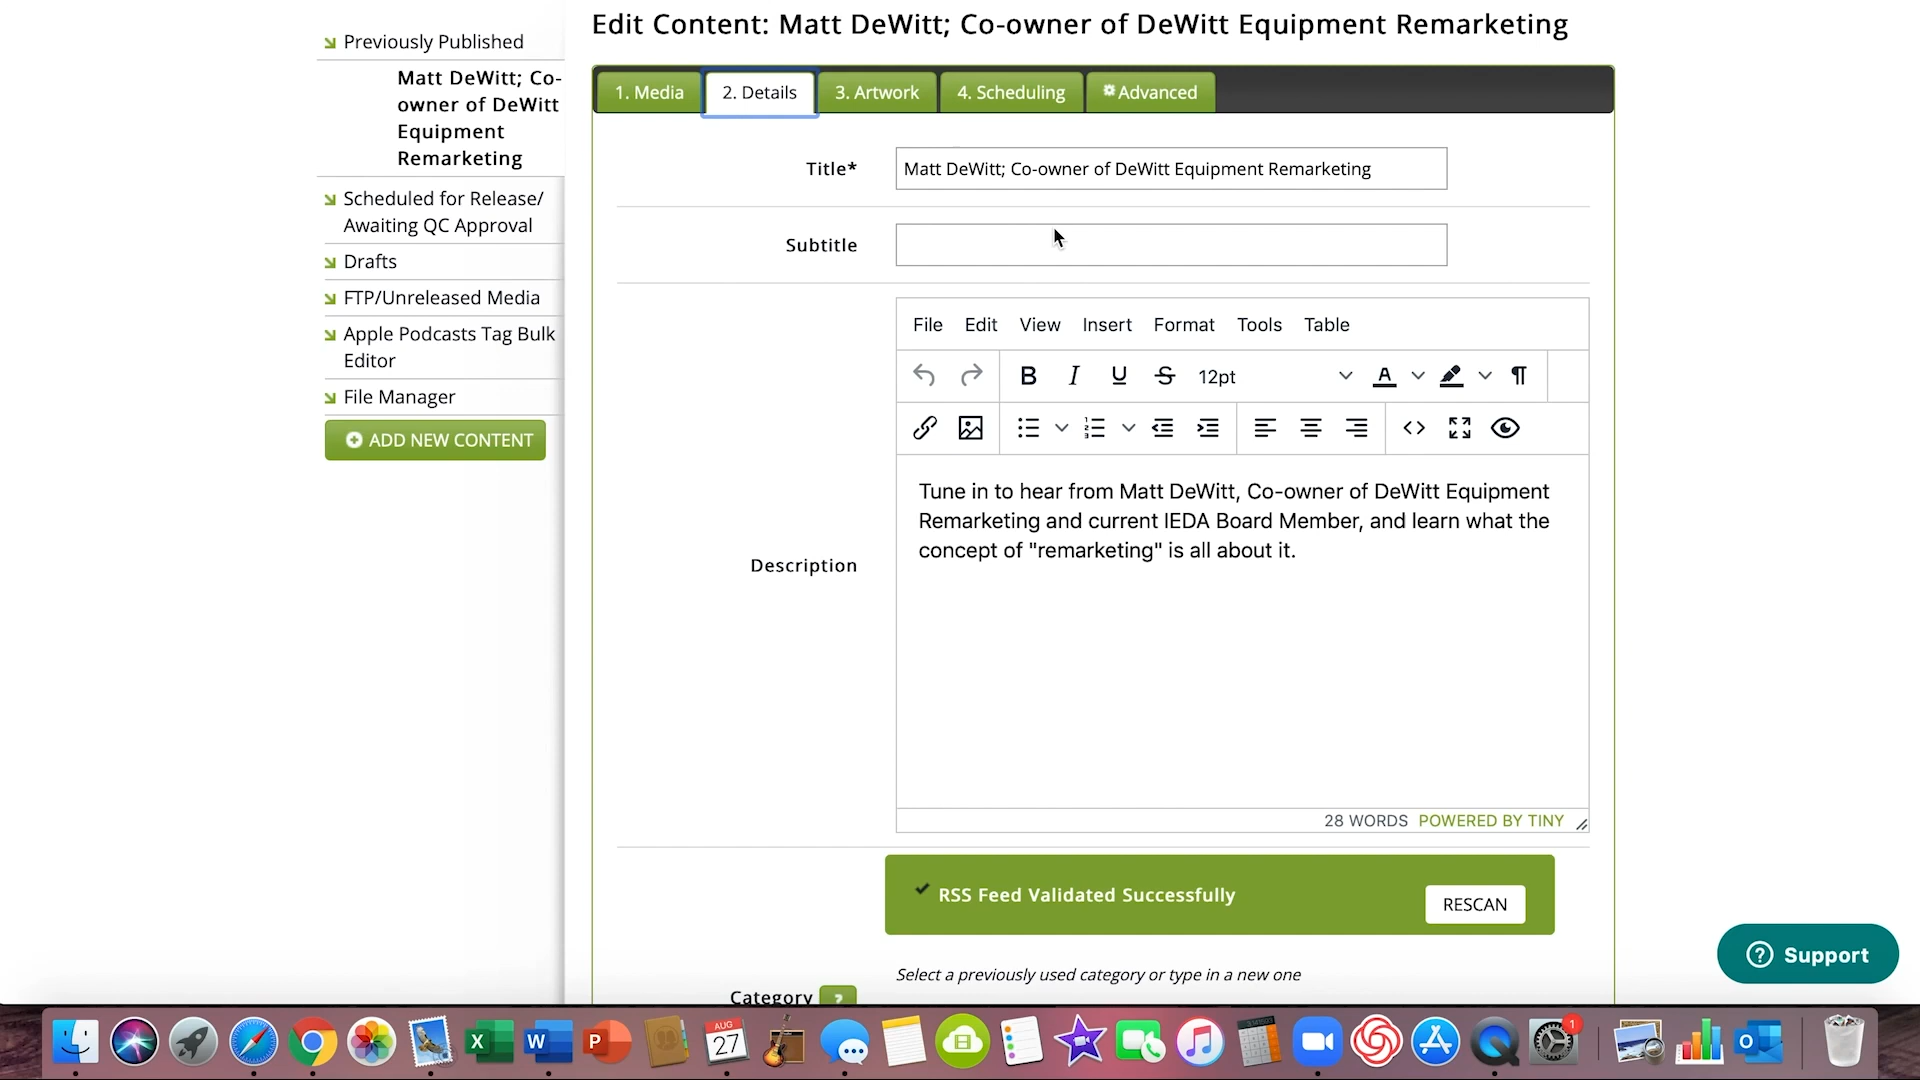 Edit Content: Matt DeWitt; Co-owner of DeWitt Equipment Remarketing
Previously Published
Matt DeWitt; Co-
owner of DeWitt
Equipment
Remarketing
Scheduled for Release/
Awaiting QC Approval
Drafts
FTP/Unreleased Media
Apple Podcasts Tag Bulk
Editor
File Manager
ADD NEW CONTENT
1. Media
2. Details
3. Artwork
4. Scheduling
Advanced
Title*
Matt DeWitt; Co-owner of DeWitt Equipment Remarketing
Subtitle
File Edit View Insert Format Tools Table
B I U S 12pt A ¶
Description
Tune in to hear from Matt DeWitt, Co-owner of DeWitt Equipment
Remarketing and current IEDA Board Member, and learn what the
concept of "remarketing" is all about it.
28 WORDS POWERED BY TINY
RSS Feed Validated Successfully
RESCAN
Select a previously used category or type in a new one
Category ?
? Support
X W P
AUG
27
1
O